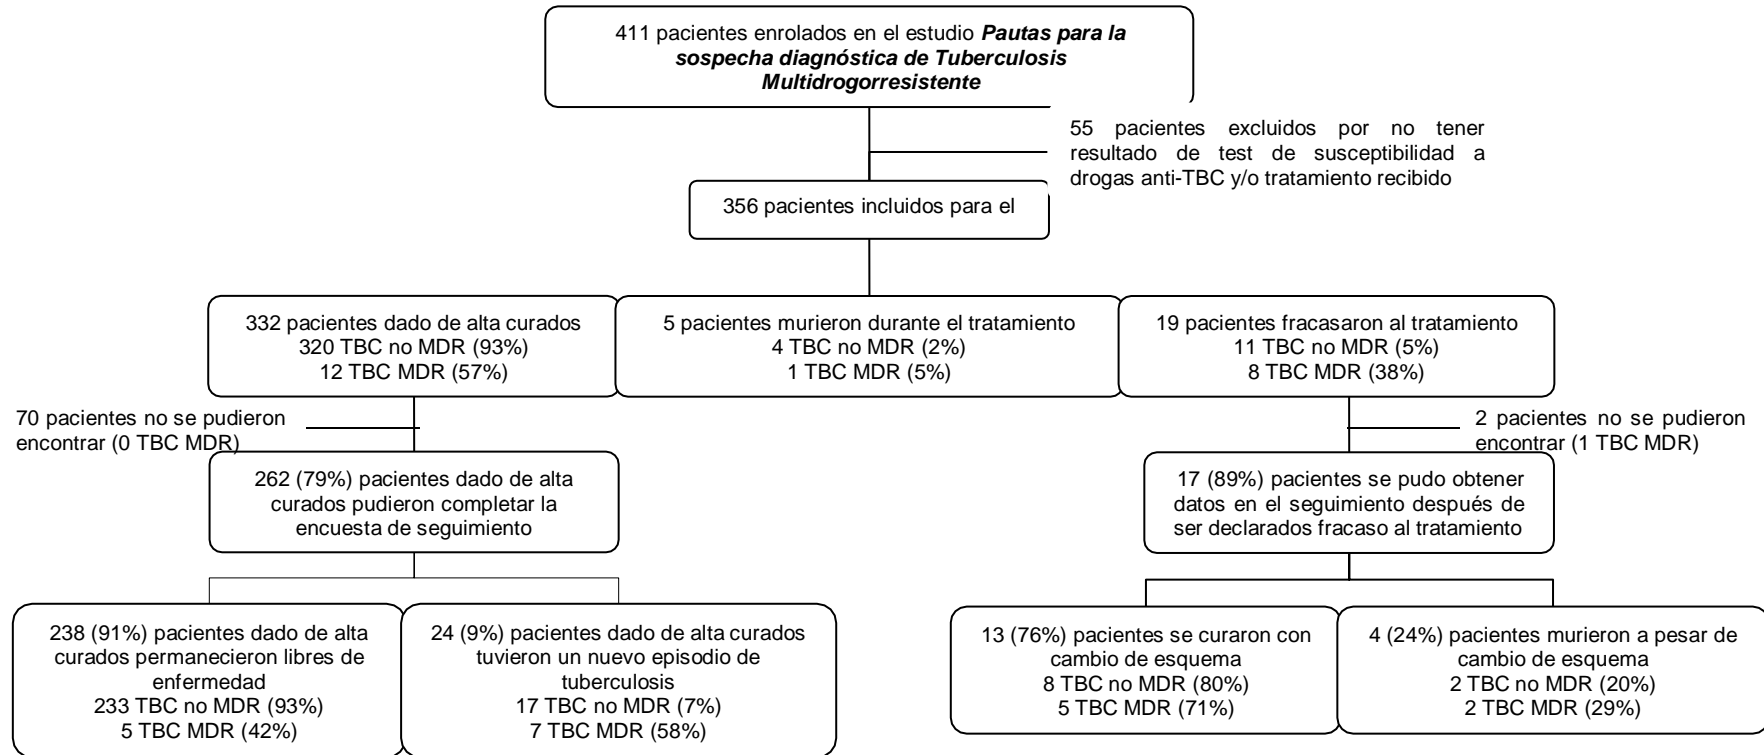 411 pacientes enrolados en el estudio Pautas para la
sospecha diagnóstica de Tuberculosis
Multidrogorresistente
55 pacientes excluidos por no tener
resultado de test de susceptibilidad a
drogas anti-TBC y/o tratamiento recibido
356 pacientes incluidos para el
332 pacientes dado de alta curados
320 TBC no MDR (93%)
12 TBC MDR (57%)
5 pacientes murieron durante el tratamiento
4 TBC no MDR (2%)
1 TBC MDR (5%)
19 pacientes fracasaron al tratamiento
11 TBC no MDR (5%)
8 TBC MDR (38%)
70 pacientes no se pudieron
encontrar (0 TBC MDR)
2 pacientes no se pudieron
encontrar (1 TBC MDR)
262 (79%) pacientes dado de alta
curados pudieron completar la
encuesta de seguimiento
17 (89%) pacientes se pudo obtener
datos en el seguimiento después de
ser declarados fracaso al tratamiento
238 (91%) pacientes dado de alta
curados permanecieron libres de
enfermedad
233 TBC no MDR (93%)
5 TBC MDR (42%)
24 (9%) pacientes dado de alta curados
tuvieron un nuevo episodio de
tuberculosis
17 TBC no MDR (7%)
7 TBC MDR (58%)
13 (76%) pacientes se curaron con
cambio de esquema
8 TBC no MDR (80%)
5 TBC MDR (71%)
4 (24%) pacientes murieron a pesar de
cambio de esquema
2 TBC no MDR (20%)
2 TBC MDR (29%)